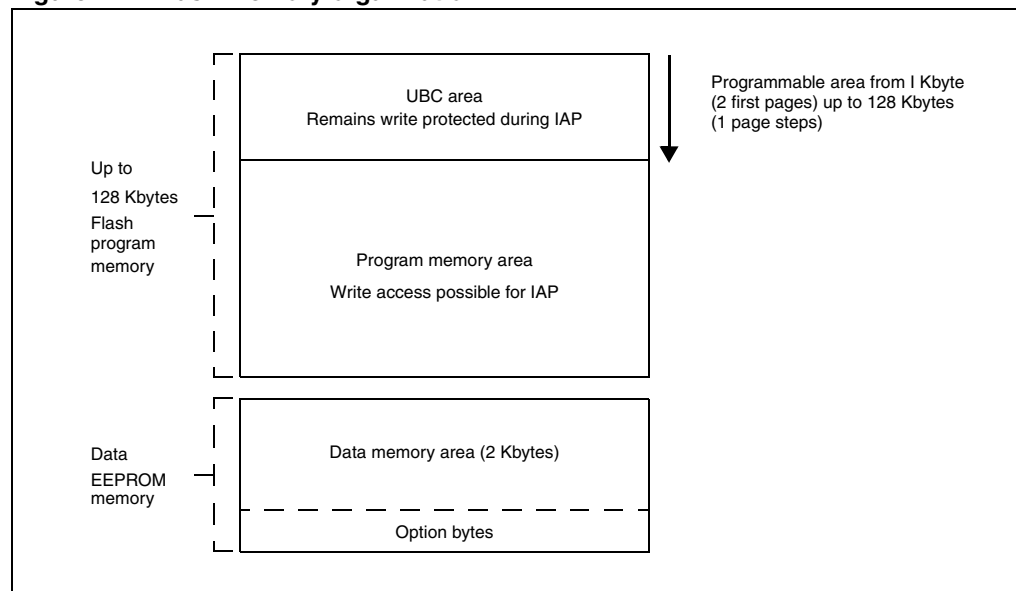 UBC area
Remains write protected during IAP
Programmable area from I Kbyte
(2 first pages) up to 128 Kbytes
(1 page steps)
Up to
128 Kbytes
Flash
program
memory
Program memory area
Write access possible for IAP
Data
EEPROM
memory
Data memory area (2 Kbytes)
Option bytes